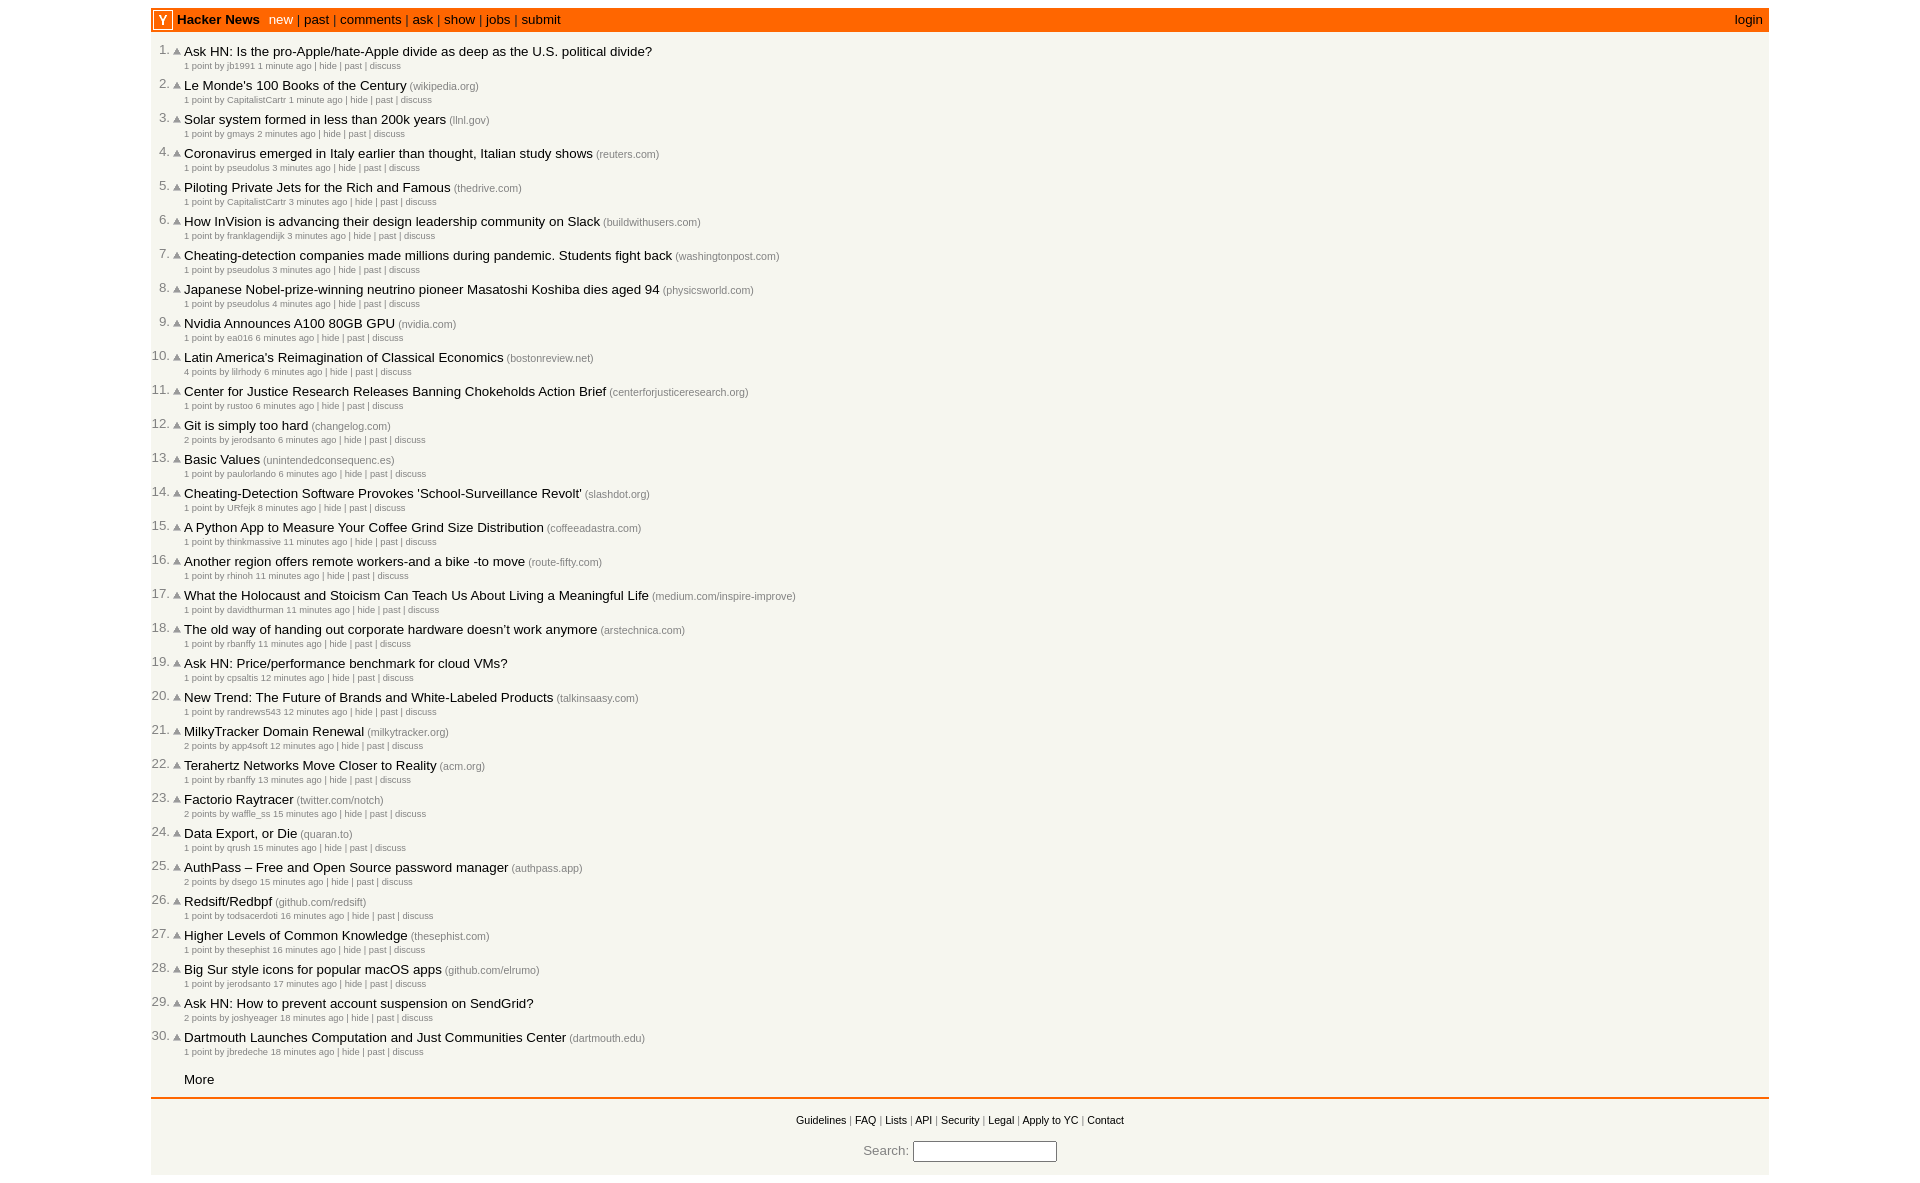 Y Hacker News new | past | comments | ask | show | jobs | submit login
1. Ask HN: Is the pro-Apple/hate-Apple divide as deep as the U.S. political divide?
1 point by jb1991 1 minute ago | hide | past | discuss
2. Le Monde's 100 Books of the Century (wikipedia.org)
1 point by CapitalistCartr 1 minute ago | hide | past | discuss
3. Solar system formed in less than 200k years (llnl.gov)
1 point by gmays 2 minutes ago | hide | past | discuss
4. Coronavirus emerged in Italy earlier than thought, Italian study shows (reuters.com)
1 point by pseudolus 3 minutes ago | hide | past | discuss
5. Piloting Private Jets for the Rich and Famous (thedrive.com)
1 point by CapitalistCartr 3 minutes ago | hide | past | discuss
6. How InVision is advancing their design leadership community on Slack (buildwithusers.com)
1 point by franklagendijk 3 minutes ago | hide | past | discuss
7. Cheating-detection companies made millions during pandemic. Students fight back (washingtonpost.com)
1 point by pseudolus 3 minutes ago | hide | past | discuss
8. Japanese Nobel-prize-winning neutrino pioneer Masatoshi Koshiba dies aged 94 (physicsworld.com)
1 point by pseudolus 4 minutes ago | hide | past | discuss
9. Nvidia Announces A100 80GB GPU (nvidia.com)
1 point by ea016 6 minutes ago | hide | past | discuss
10. Latin America's Reimagination of Classical Economics (bostonreview.net)
4 points by lilrhody 6 minutes ago | hide | past | discuss
11. Center for Justice Research Releases Banning Chokeholds Action Brief (centerforjusticeresearch.org)
1 point by rustoo 6 minutes ago | hide | past | discuss
12. Git is simply too hard (changelog.com)
2 points by jerodsanto 6 minutes ago | hide | past | discuss
13. Basic Values (unintendedconsequenc.es)
1 point by paulorlando 6 minutes ago | hide | past | discuss
14. Cheating-Detection Software Provokes 'School-Surveillance Revolt' (slashdot.org)
1 point by URfejk 8 minutes ago | hide | past | discuss
15. A Python App to Measure Your Coffee Grind Size Distribution (coffeeadastra.com)
1 point by thinkmassive 11 minutes ago | hide | past | discuss
16. Another region offers remote workers-and a bike -to move (route-fifty.com)
1 point by rhinoh 11 minutes ago | hide | past | discuss
17. What the Holocaust and Stoicism Can Teach Us About Living a Meaningful Life (medium.com/inspire-improve)
1 point by davidthurman 11 minutes ago | hide | past | discuss
18. The old way of handing out corporate hardware doesn’t work anymore (arstechnica.com)
1 point by rbanffy 11 minutes ago | hide | past | discuss
19. Ask HN: Price/performance benchmark for cloud VMs?
1 point by cpsaltis 12 minutes ago | hide | past | discuss
20. New Trend: The Future of Brands and White-Labeled Products (talkinsaasy.com)
1 point by randrews543 12 minutes ago | hide | past | discuss
21. MilkyTracker Domain Renewal (milkytracker.org)
2 points by app4soft 12 minutes ago | hide | past | discuss
22. Terahertz Networks Move Closer to Reality (acm.org)
1 point by rbanffy 13 minutes ago | hide | past | discuss
23. Factorio Raytracer (twitter.com/notch)
2 points by waffle_ss 15 minutes ago | hide | past | discuss
24. Data Export, or Die (quaran.to)
1 point by qrush 15 minutes ago | hide | past | discuss
25. AuthPass – Free and Open Source password manager (authpass.app)
2 points by dsego 15 minutes ago | hide | past | discuss
26. Redsift/Redbpf (github.com/redsift)
1 point by todsacerdoti 16 minutes ago | hide | past | discuss
27. Higher Levels of Common Knowledge (thesephist.com)
1 point by thesephist 16 minutes ago | hide | past | discuss
28. Big Sur style icons for popular macOS apps (github.com/elrumo)
1 point by jerodsanto 17 minutes ago | hide | past | discuss
29. Ask HN: How to prevent account suspension on SendGrid?
2 points by joshyeager 18 minutes ago | hide | past | discuss
30. Dartmouth Launches Computation and Just Communities Center (dartmouth.edu)
1 point by jbredeche 18 minutes ago | hide | past | discuss
More
Guidelines | FAQ | Lists | API | Security | Legal | Apply to YC | Contact
Search: